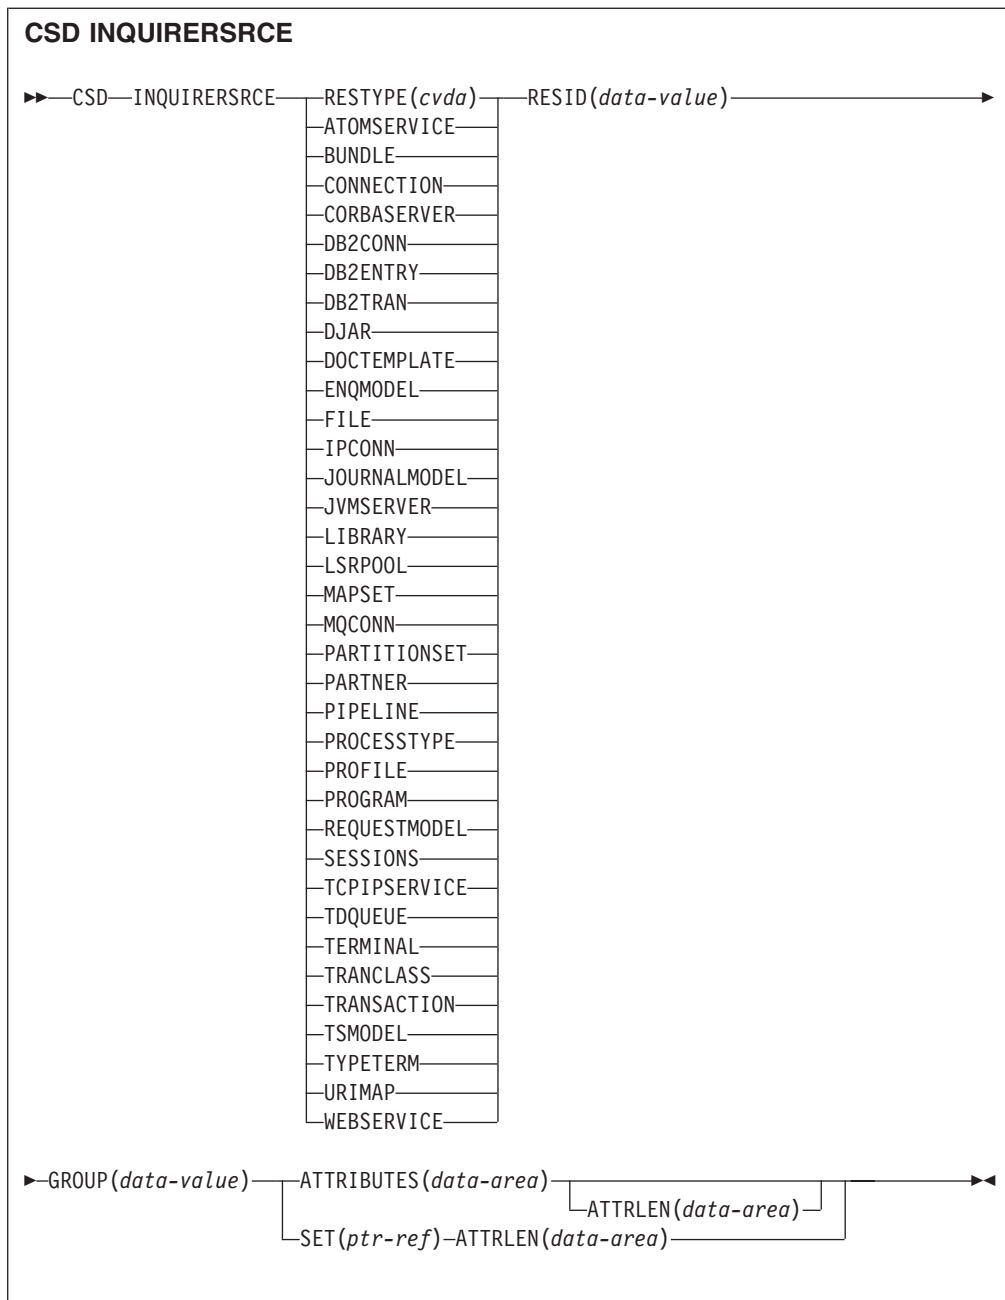 CSD INQUIRERSRCE
CSD INQUIRERSRCE RESTYPE(cvda) RESID(data-value)
ATOMSERVICE
BUNDLE
CONNECTION
CORBASERVER
DB2CONN
DB2ENTRY
DB2TRAN
DJAR
DOCTEMPLATE
ENQMODEL
FILE
IPCONN
JOURNALMODEL
JVMSERVER
LIBRARY
LSRPOOL
MAPSET
MQCONN
PARTITIONSET
PARTNER
PIPELINE
PROCESSTYPE
PROFILE
PROGRAM
REQUESTMODEL
SESSIONS
TCPIPSERVICE
TDQUEUE
TERMINAL
TRANCLASS
TRANSACTION
TSMODEL
TYPETERM
URIMAP
WEBSERVICE
GROUP(data-value) ATTRIBUTES(data-area)
ATTRLEN(data-area)
SET(ptr-ref) ATTRLEN(data-area)